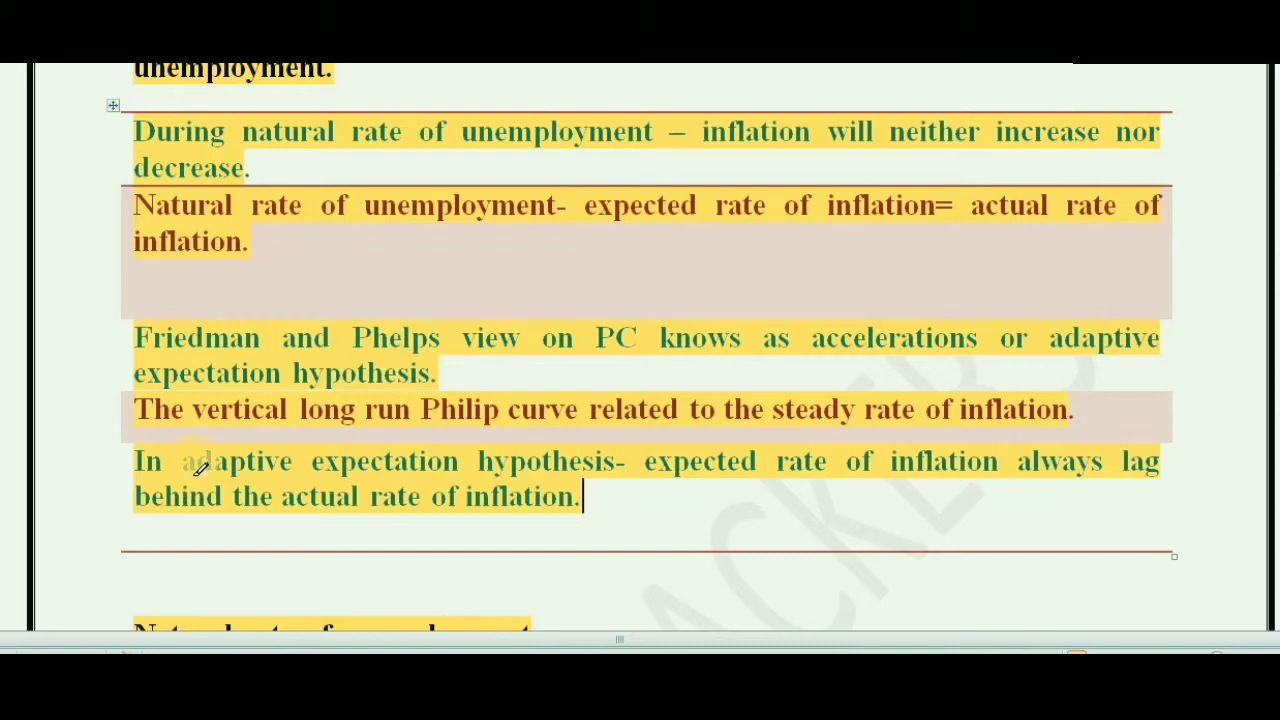 unemployment.
During natural rate of unemployment – inflation will neither increase nor
decrease.
Natural rate of unemployment- expected rate of inflation= actual rate of
inflation.
Friedman and Phelps view on PC knows as accelerations or adaptive
expectation hypothesis.
The vertical long run Philip curve related to the steady rate of inflation.
In adaptive expectation hypothesis- expected rate of inflation always lag
behind the actual rate of inflation.